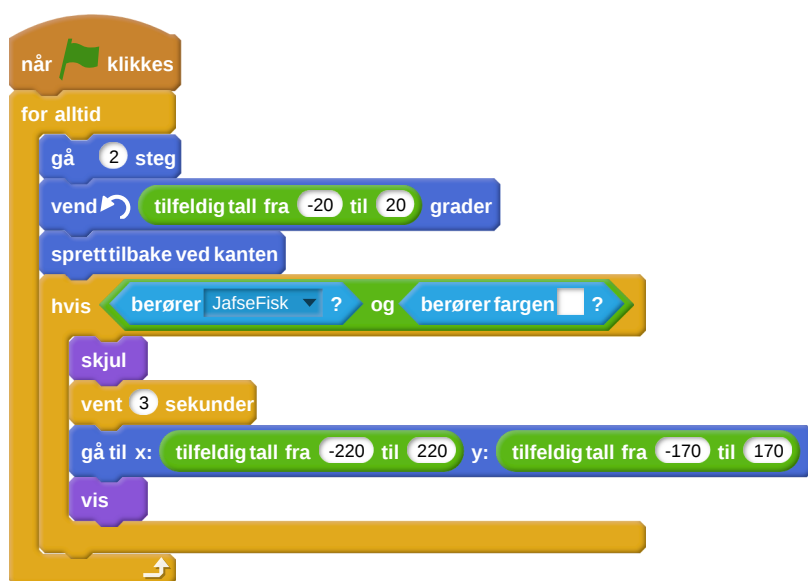 når klikkes
for alltid
gå 2 steg
vend tilfeldig tall fra -20 til 20 grader
sprett tilbake ved kanten
hvis berører JafseFisk ? og berører fargen ?
skjul
vent 3 sekunder
gå til x: tilfeldig tall fra -220 til 220 y: tilfeldig tall fra -170 til 170
vis